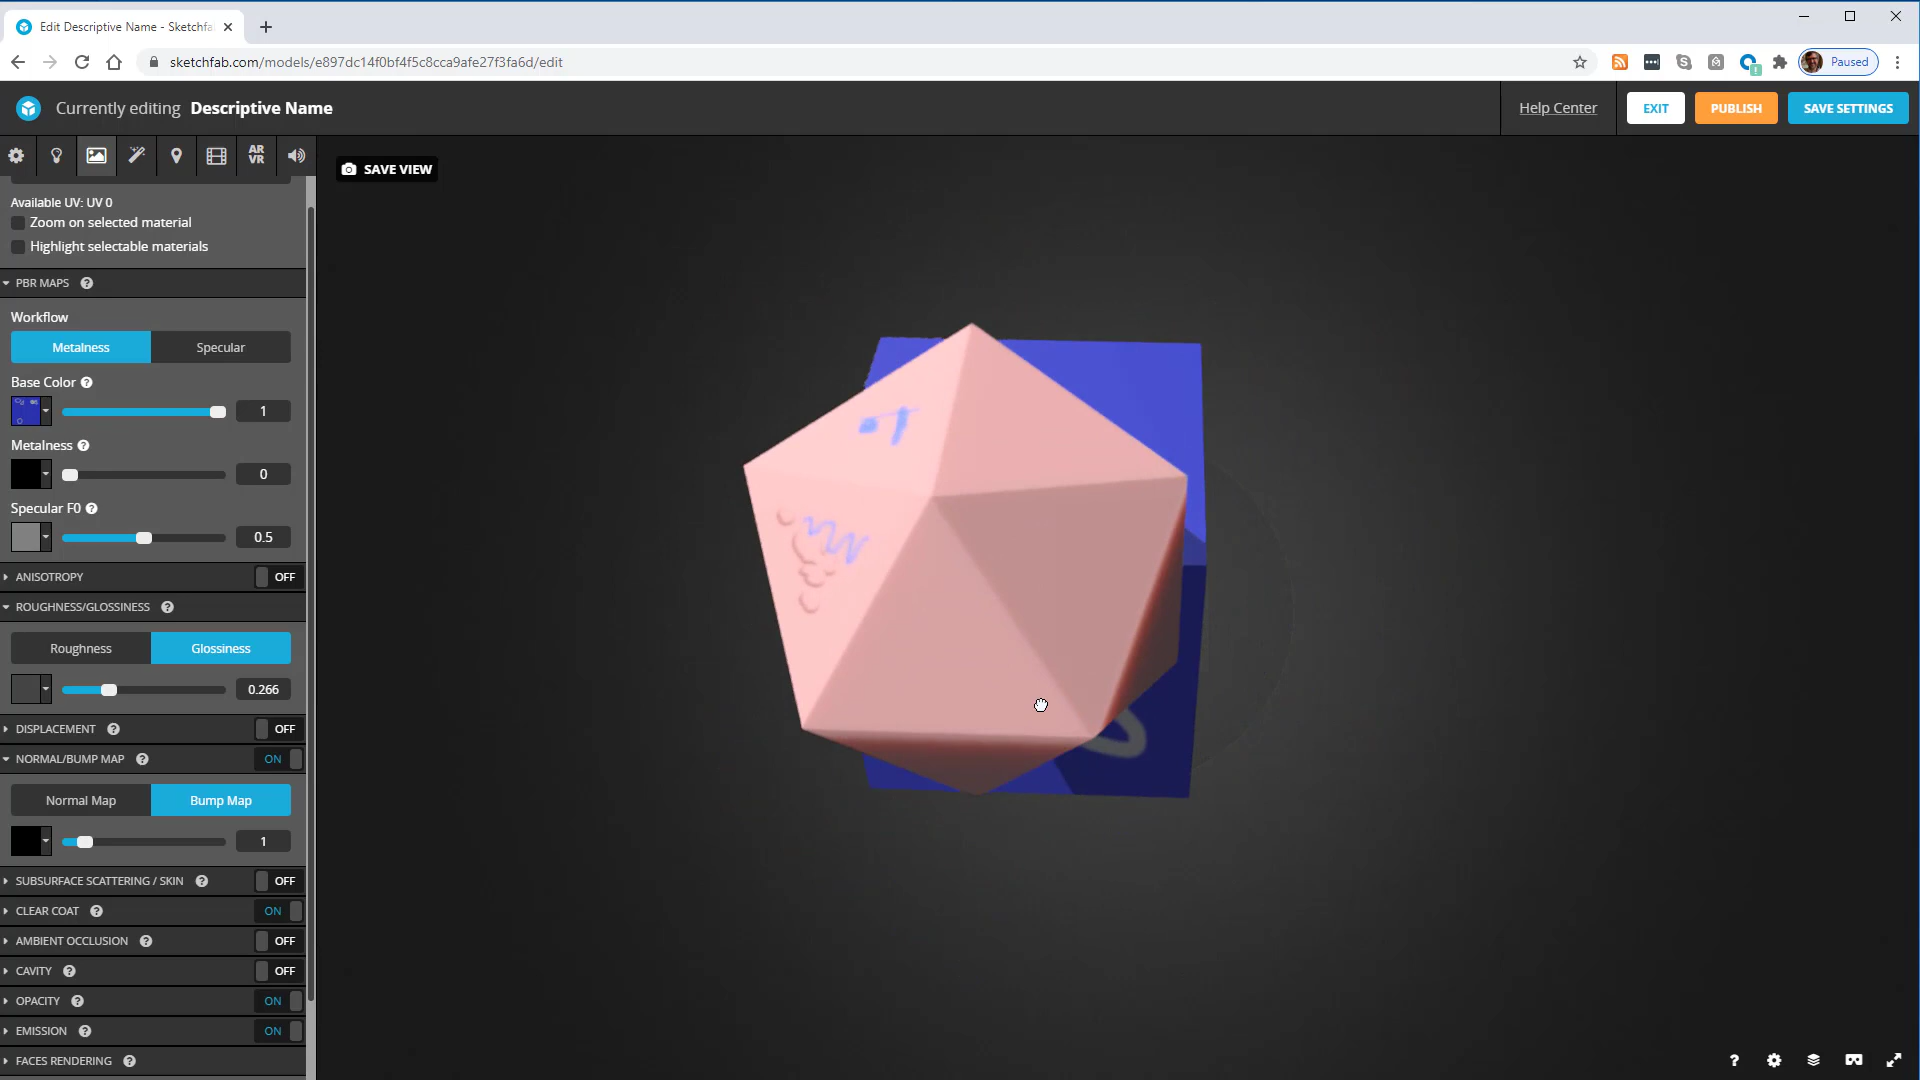 Edit Descriptive Name - Sketchfa
sketchfab.com/models/e897dc14f0bf4f5c8cca9afe27f3fa6d/edit
Paused
Currently editing Descriptive Name
Help Center
EXIT
PUBLISH
SAVE SETTINGS
AR
VR
SAVE VIEW
Available UV: UV 0
Zoom on selected material
Highlight selectable materials
PBR MAPS ?
Workflow
Metalness
Specular
Base Color ?
1
Metalness ?
0
Specular F0 ?
0.5
ANISOTROPY
OFF
ROUGHNESS/GLOSSINESS ?
Roughness
Glossiness
0.266
DISPLACEMENT ?
OFF
NORMAL/BUMP MAP ?
ON
Normal Map
Bump Map
1
SUBSURFACE SCATTERING / SKIN ?
OFF
CLEAR COAT ?
ON
AMBIENT OCCLUSION ?
OFF
CAVITY ?
OFF
OPACITY ?
ON
EMISSION ?
ON
FACES RENDERING ?
?